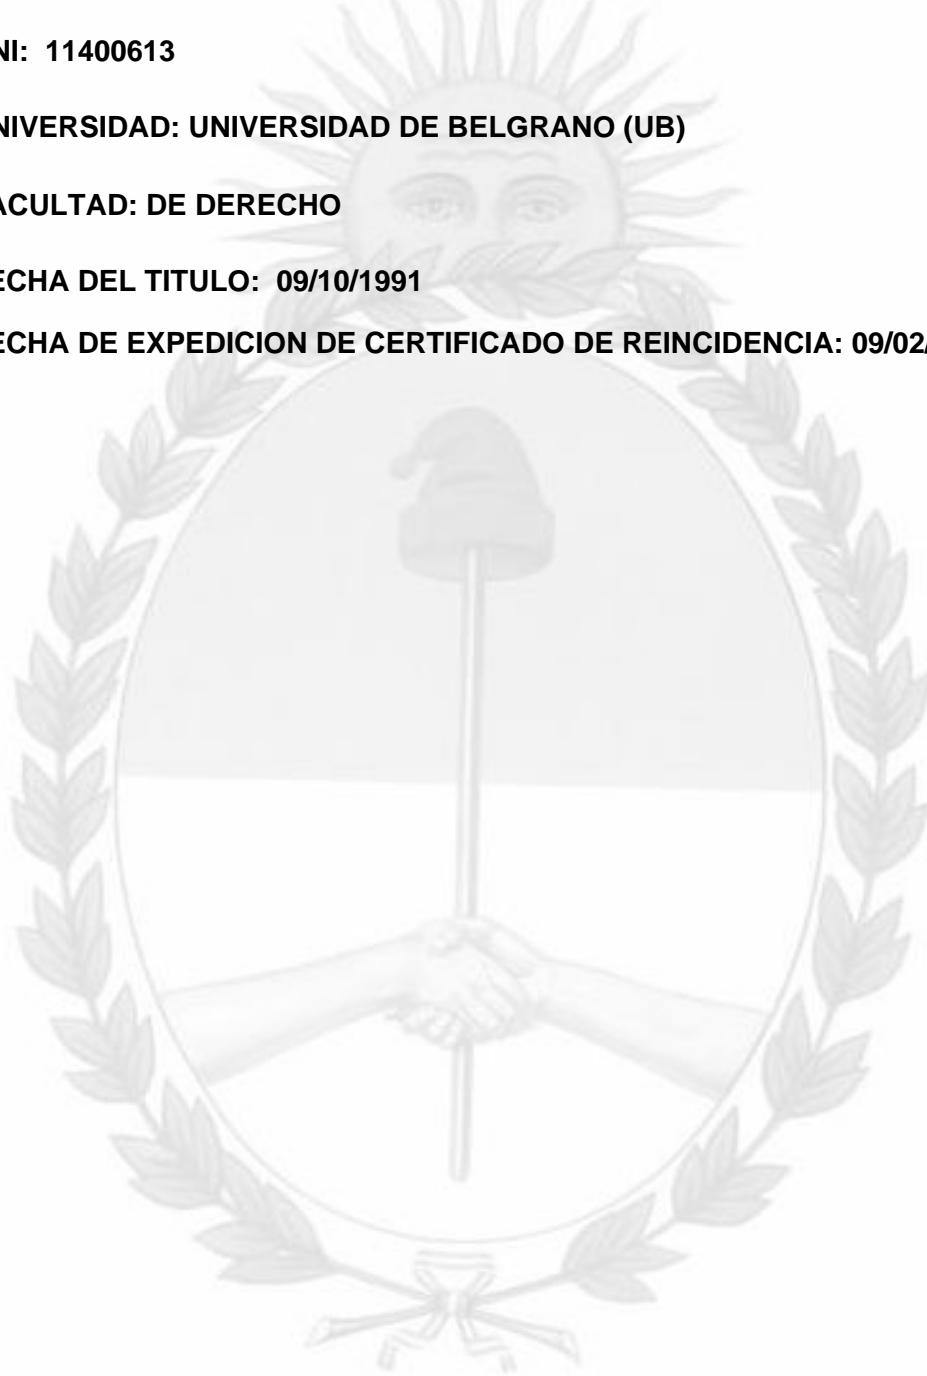 NI: 11400613
NIVERSIDAD: UNIVERSIDAD DE BELGRANO (UB)
ACULTAD: DE DERECHO
ECHA DEL TITULO: 09/10/1991
ECHA DE EXPEDICION DE CERTIFICADO DE REINCIDENCIA: 09/02/